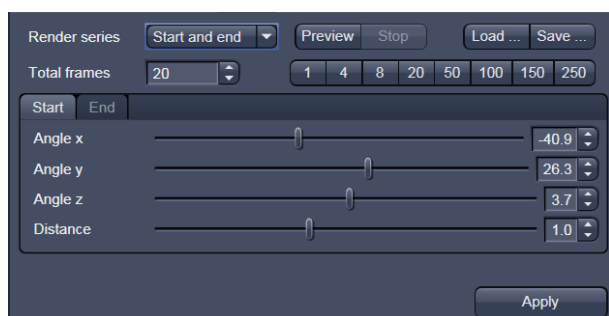 Render series Start and end Preview Stop Load ... Save ...
Total frames 20 1 4 8 20 50 100 150 250
Start End
Angle x -40.9
Angle y 26.3
Angle z 3.7
Distance 1.0
Apply